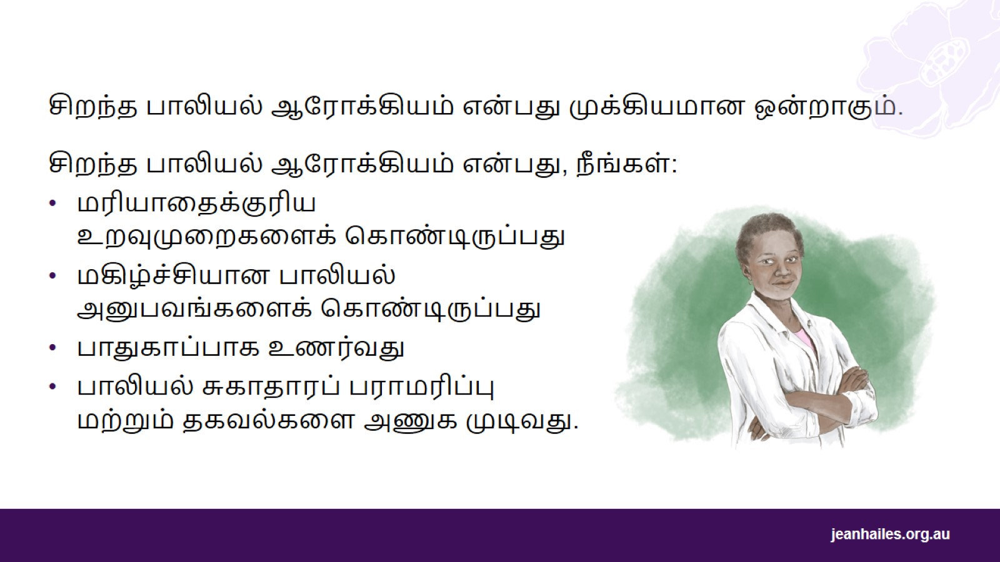 சிறந்த பாலியல் ஆரோக்கியம் என்பது முக்கியமான ஒன்றாகும்.
சிறந்த பாலியல் ஆரோக்கியம் என்பது, நீங்கள்:
• மரியாதைக்குரிய
உறவுமுறைகளைக் கொண்டிருப்பது
• மகிழ்ச்சியான பாலியல்
அனுபவங்களைக் கொண்டிருப்பது
• பாதுகாப்பாக உணர்வது
• பாலியல் சுகாதாரப் பராமரிப்பு
மற்றும் தகவல்களை அணுக முடிவது.
jeanhailes.org.au